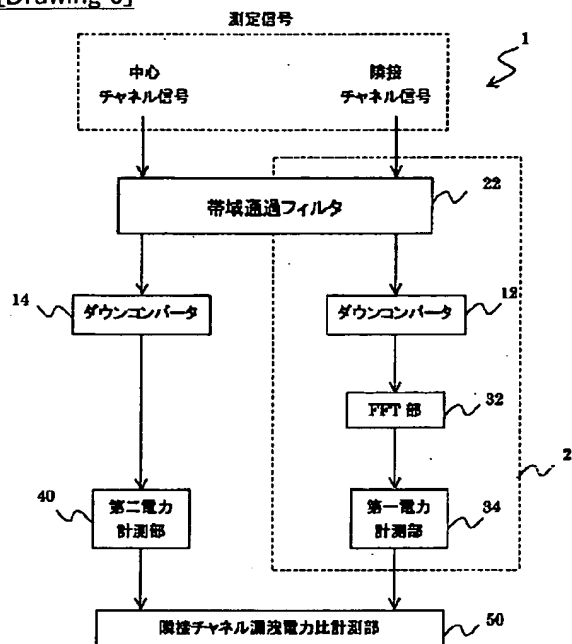 [Drawing 6]
測定信号
1
中心
チャネル信号
隣接
チャネル信号
22
帯域通過フィルタ
14
ダウンコンバータ
12
ダウンコンバータ
FFT 部
32
2
40
第二電力
計測部
第一電力
計測部
34
隣接チャネル漏洩電力比計測部
50